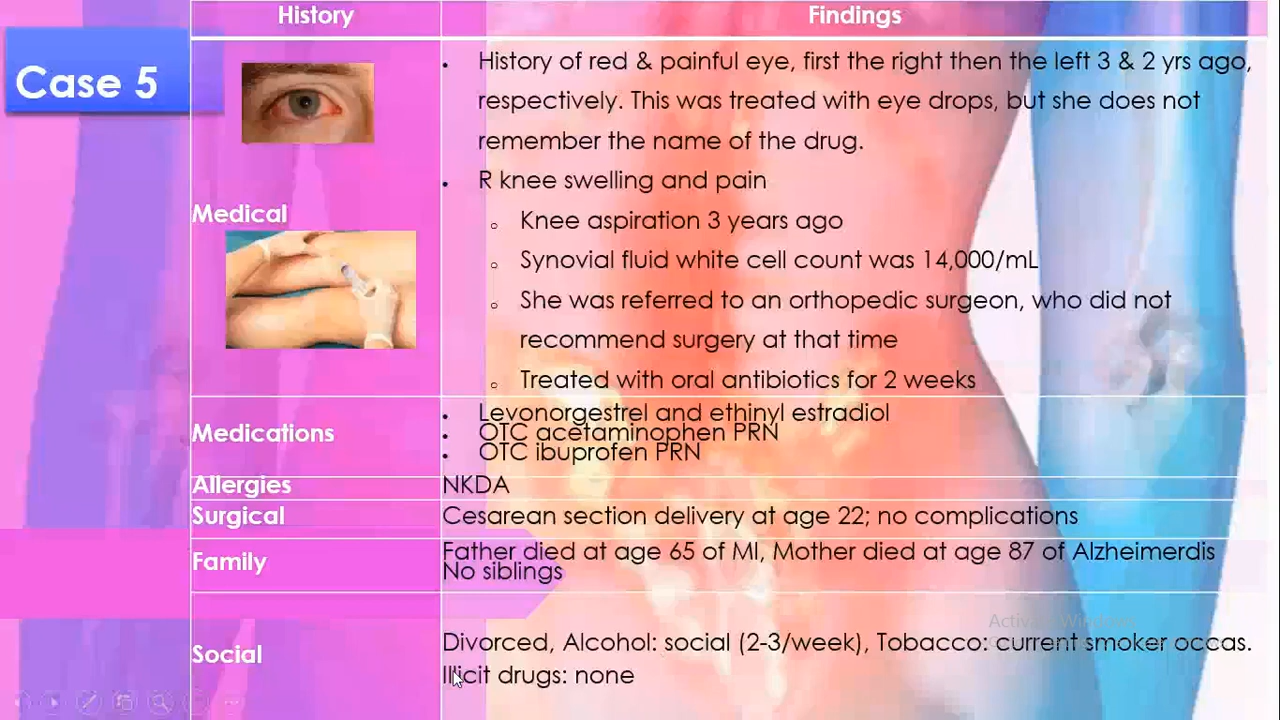 History
Findings
Case 5
Medical
• History of red & painful eye, first the right then the left 3 & 2 yrs ago,
respectively. This was treated with eye drops, but she does not
remember the name of the drug.
• R knee swelling and pain
o Knee aspiration 3 years ago
o Synovial fluid white cell count was 14,000/mL
o She was referred to an orthopedic surgeon, who did not
recommend surgery at that time
o Treated with oral antibiotics for 2 weeks
Medications
• Levonorgestrel and ethinyl estradiol
• OTC acetaminophen PRN
• OTC ibuprofen PRN
Allergies
NKDA
Surgical
Cesarean section delivery at age 22; no complications
Family
Father died at age 65 of MI, Mother died at age 87 of Alzheimerdis
No siblings
Social
Divorced, Alcohol: social (2-3/week), Tobacco: current smoker occas.
Illicit drugs: none